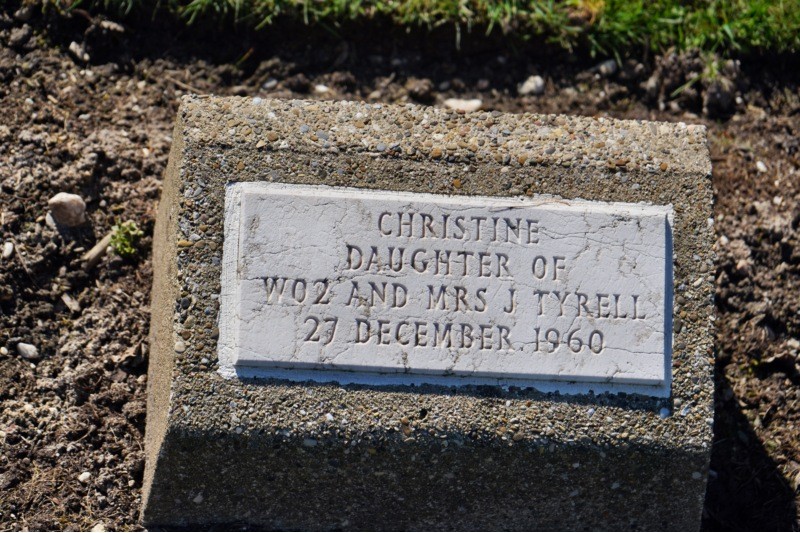 CHRISTINE
DAUGHTER OF
WO2 AND MRS J TYRELL
27 DECEMBER 1960